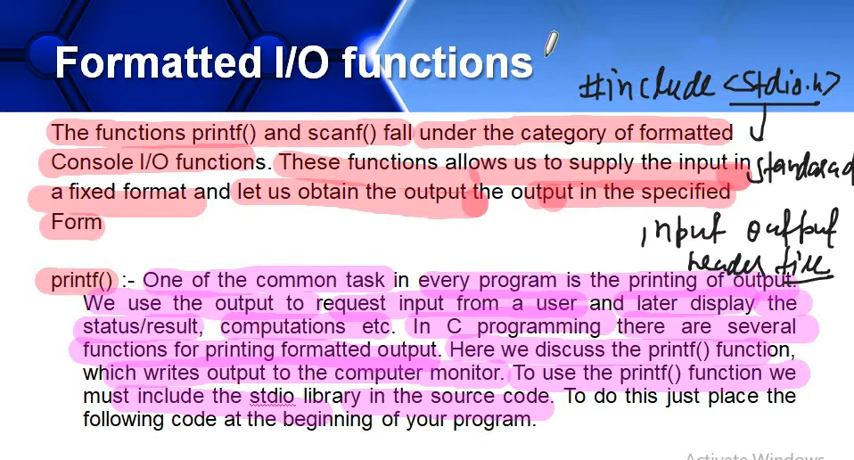 Formatted I/O functions
#include <stdio.h>
The functions printf() and scanf() fall under the category of formatted
Console I/O functions. These functions allows us to supply the input in
standard
a fixed format and let us obtain the output the output in the specified
Form
input output
header file
printf() :- One of the common task in every program is the printing of output.
We use the output to request input from a user and later display the
status/result, computations etc. In C programming there are several
functions for printing formatted output. Here we discuss the printf() function,
which writes output to the computer monitor. To use the printf() function we
must include the stdio library in the source code. To do this just place the
following code at the beginning of your program.
Activate Windows